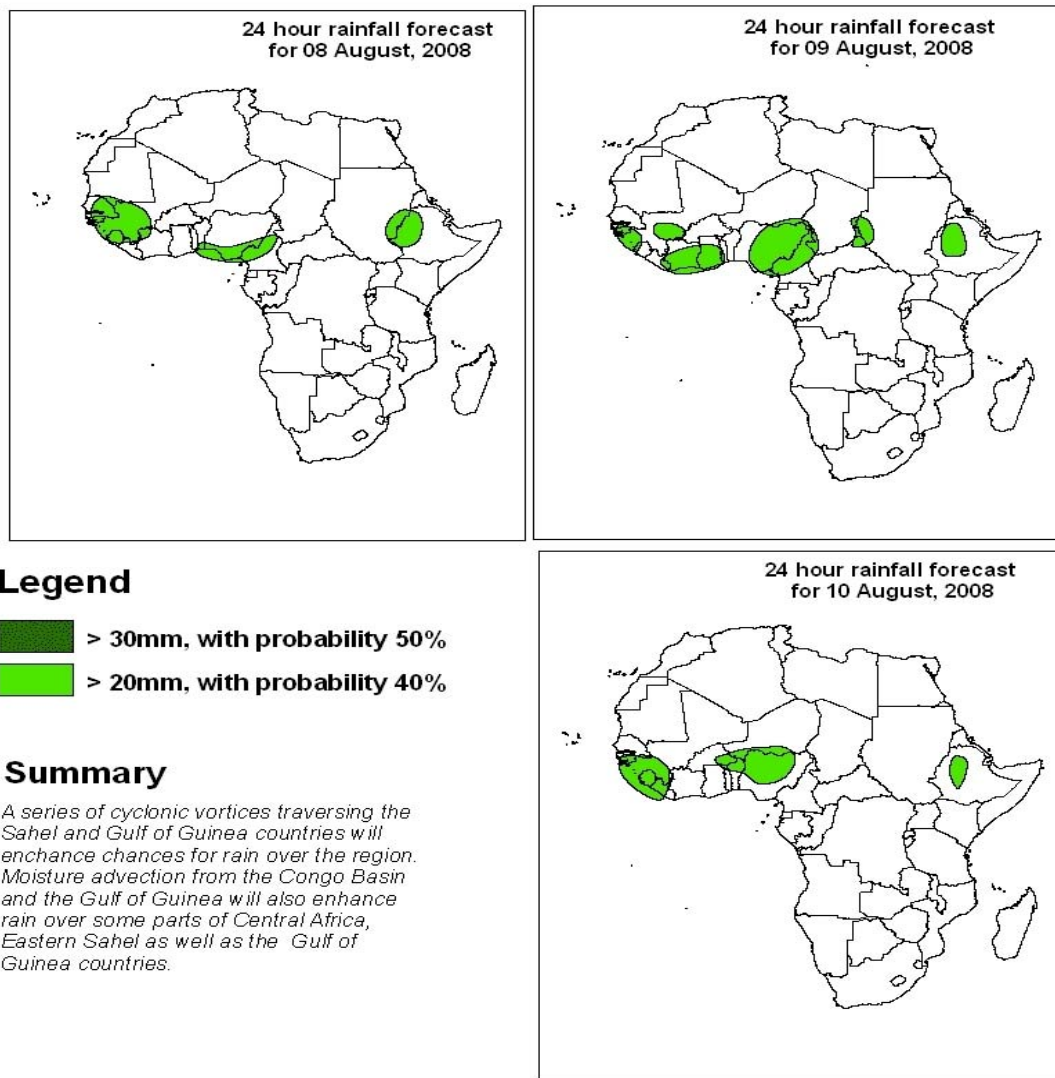 24 hour rainfall forecast
for 08 August, 2008
24 hour rainfall forecast
for 09 August, 2008
Legend
> 30mm, with probability 50%
> 20mm, with probability 40%
Summary
A series of cyclonic vortices traversing the
Sahel and Gulf of Guinea countries will
enchance chances for rain over the region.
Moisture advection from the Congo Basin
and the Gulf of Guinea will also enhance
rain over some parts of Central Africa,
Eastern Sahel as well as the Gulf of
Guinea countries.
24 hour rainfall forecast
for 10 August, 2008